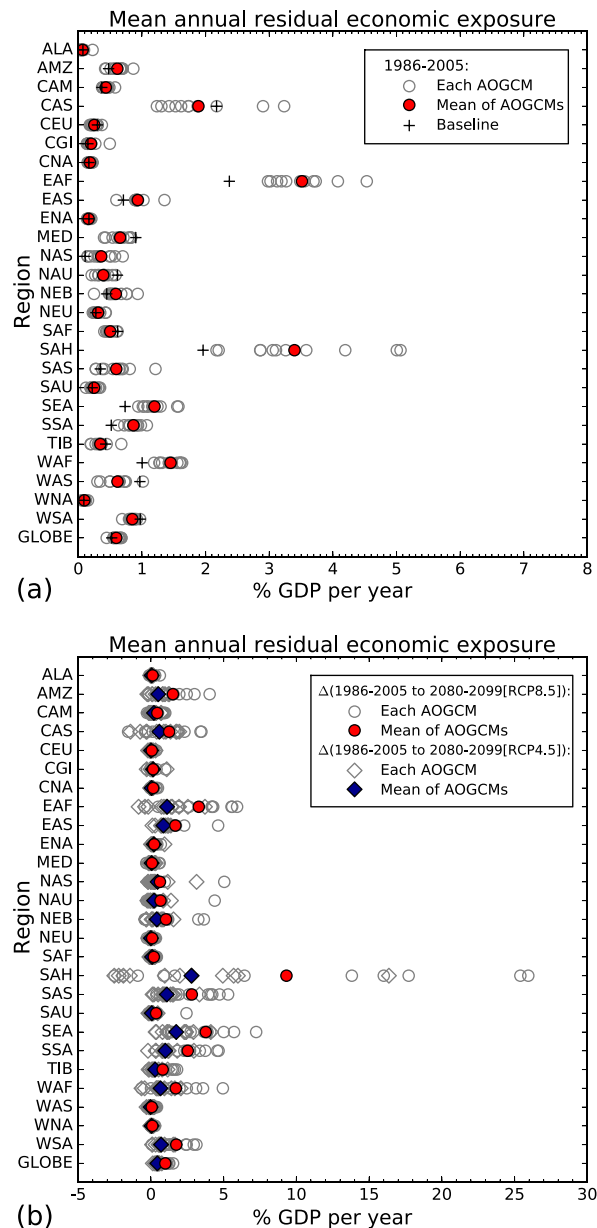 Mean annual residual economic exposure
ALA
AMZ
CAM
CAS
CEU
CGI
CNA
EAF
EAS
ENA
MED
NAS
NAU
NEB
NEU
SAF
SAH
SAS
SAU
SEA
SSA
TIB
WAF
WAS
WNA
WSA
GLOBE
Region
1986-2005:
Each AOGCM
Mean of AOGCMs
Baseline
0 1 2 3 4 5 6 7 8
% GDP per year
(a)
Mean annual residual economic exposure
ALA
AMZ
CAM
CAS
CEU
CGI
CNA
EAF
EAS
ENA
MED
NAS
NAU
NEB
NEU
SAF
SAH
SAS
SAU
SEA
SSA
TIB
WAF
WAS
WNA
WSA
GLOBE
Region
Δ(1986-2005 to 2080-2099[RCP8.5]):
Each AOGCM
Mean of AOGCMs
Δ(1986-2005 to 2080-2099[RCP4.5]):
Each AOGCM
Mean of AOGCMs
-5 0 5 10 15 20 25 30
% GDP per year
(b)